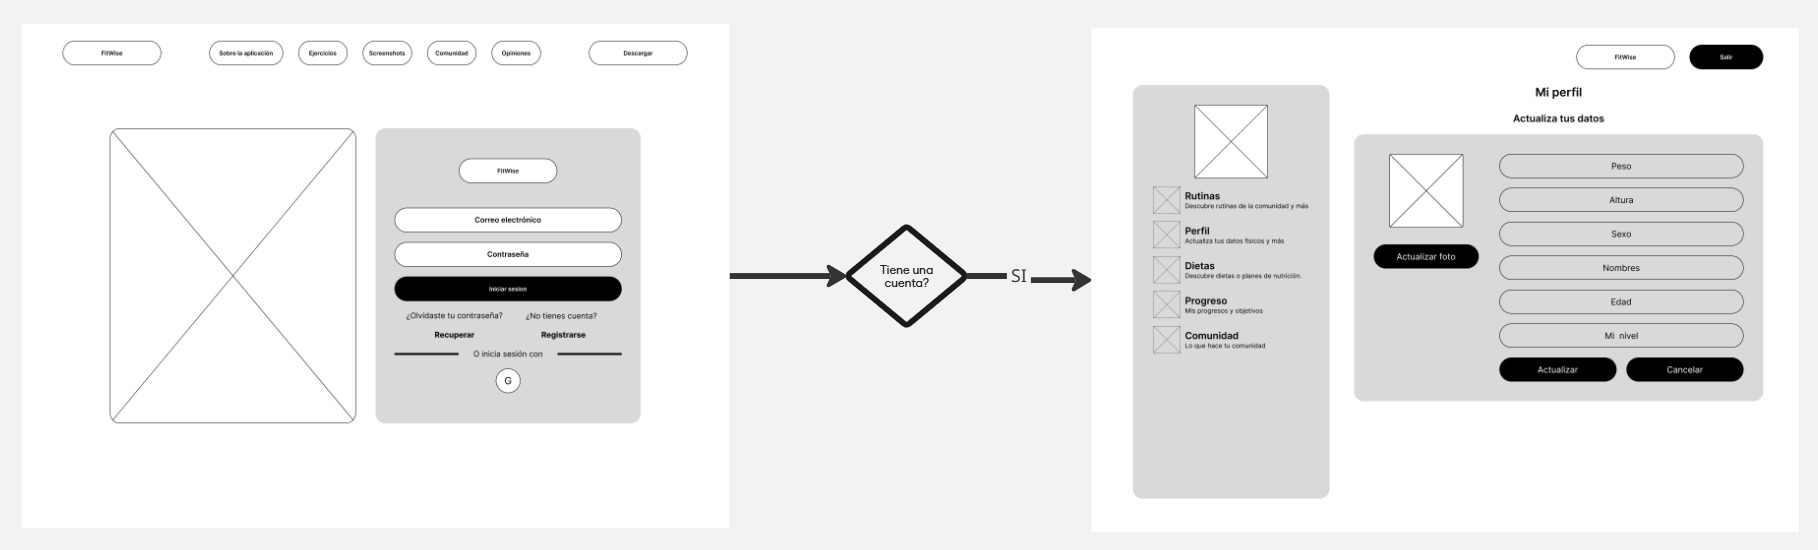 FitWise
Sobre la aplicación
Ejercicios
Screenshots
Comunidad
Opiniones
Descargar
FitWise
Correo electrónico
Contraseña
Iniciar sesion
¿Olvidaste tu contraseña?
¿No tienes cuenta?
Recuperar
Registrarse
O inicia sesión con
G
Tiene una
cuenta?
SI
FitWise
Salir
Mi perfil
Actualiza tus datos
Rutinas
Descubre rutinas de la comunidad y más
Perfil
Actualiza tus datos físicos y más
Dietas
Descubre dietas o planes de nutrición.
Progreso
Mis progresos y objetivos
Comunidad
Lo que hace tu comunidad
Actualizar foto
Peso
Altura
Sexo
Nombres
Edad
Mi nivel
Actualizar
Cancelar